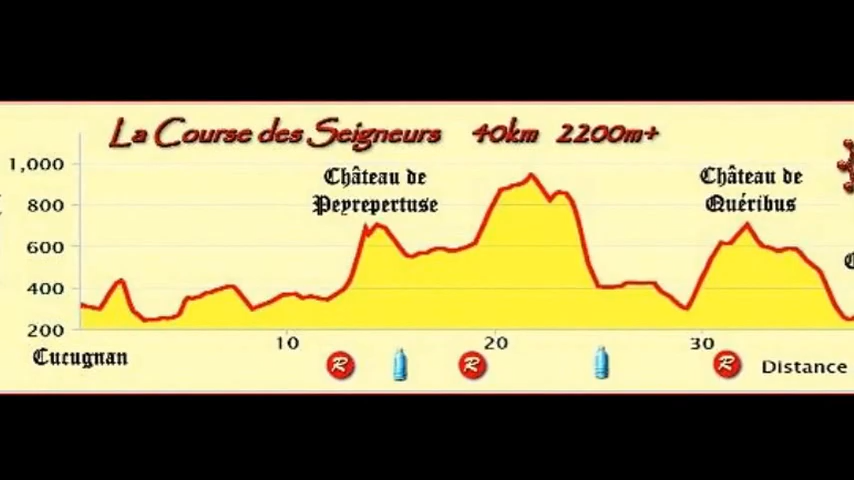 La Course des Seigneurs 40km 2200m+
Château de
Peyrepertuse
Château de
Quéribus
1,000
800
600
400
200
10
20
30
Cucugnan
R
R
R
Distance